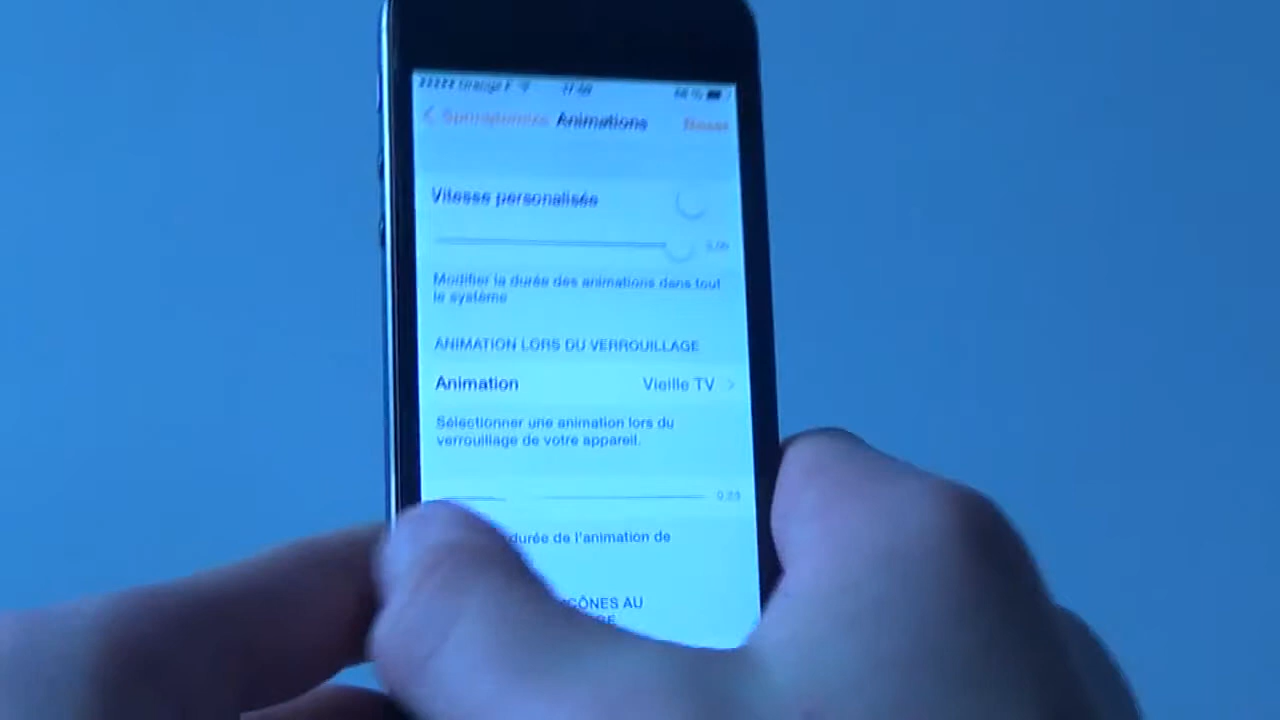 Animations
Vitesse personalisée
Modifier la durée des animations dans tout
le système
ANIMATION LORS DU VERROUILLAGE
Animation Vieille TV
Sélectionner une animation lors du
verrouillage de votre appareil.
durée de l'animation de
ICÔNES AU